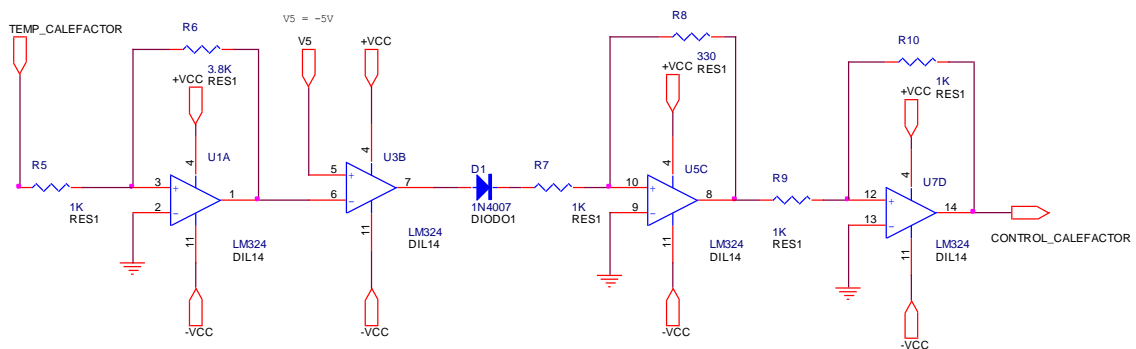 TEMP_CALEFACTOR
R6
3.8K
RES1
V5 = -5V
V5
+VCC
R8
330
RES1
R10
1K
RES1
+VCC
+VCC
+VCC
R5
1K
RES1
4
U1A
3
+
2
−
1
11
LM324
DIL14
-VCC
4
U3B
5
+
6
−
7
11
LM324
DIL14
-VCC
D1
1N4007
DIODO1
R7
1K
RES1
4
U5C
10
+
9
−
8
11
LM324
DIL14
-VCC
R9
1K
RES1
4
U7D
12
+
13
−
14
11
LM324
DIL14
-VCC
CONTROL_CALEFACTOR